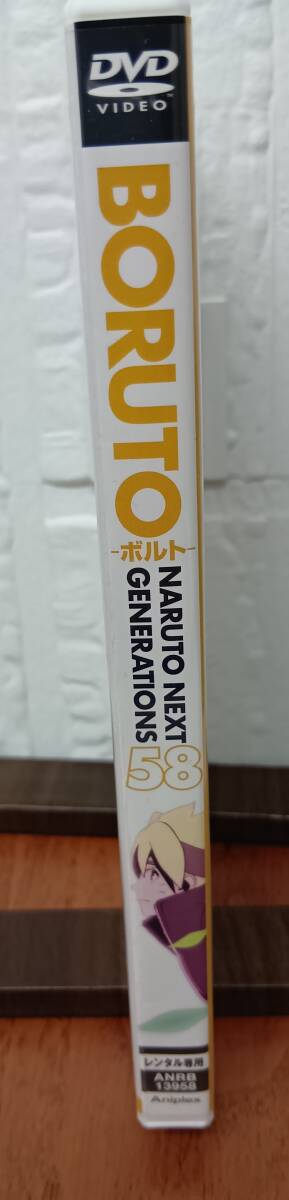 DVD
VIDEO
BORUTO
-ボルト-
NARUTO NEXT
GENERATIONS
58
レンタル専用
ANRB
13958
Aniplex